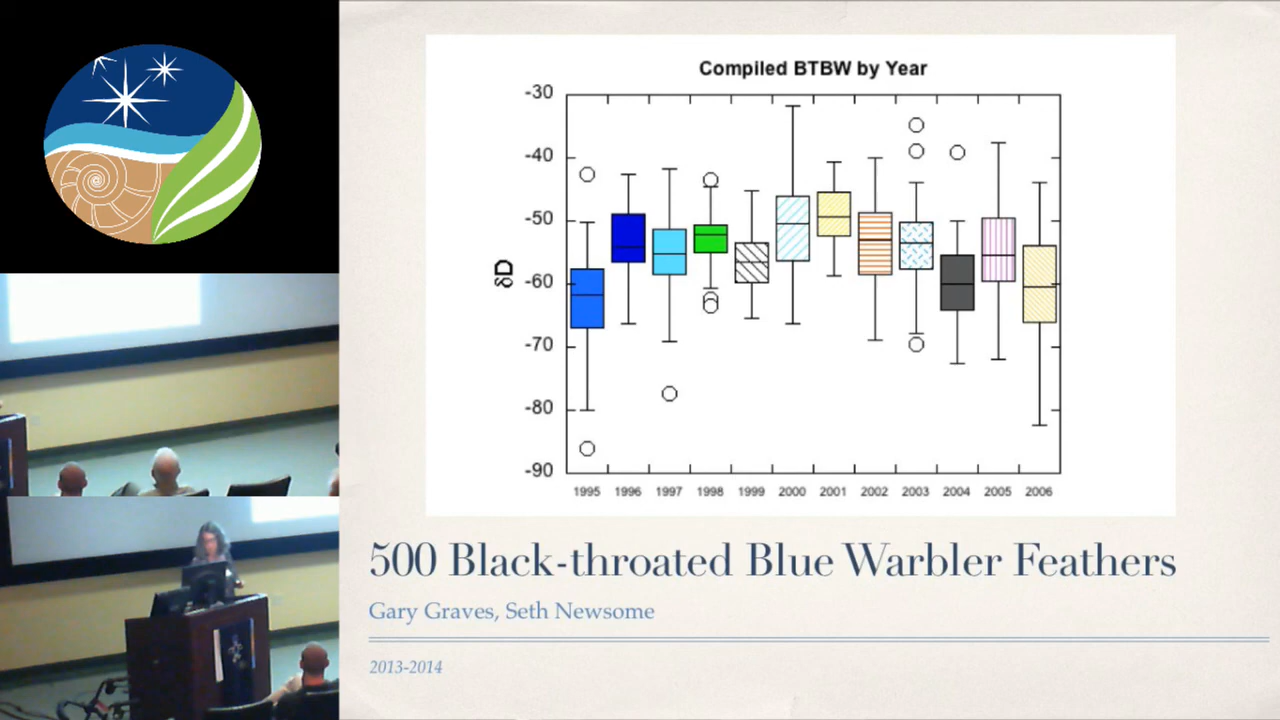 Compiled BTBW by Year
-30
-40
-50
-60
-70
-80
-90
δD
1995 1996 1997 1998 1999 2000 2001 2002 2003 2004 2005 2006
500 Black-throated Blue Warbler Feathers
Gary Graves, Seth Newsome
2013-2014